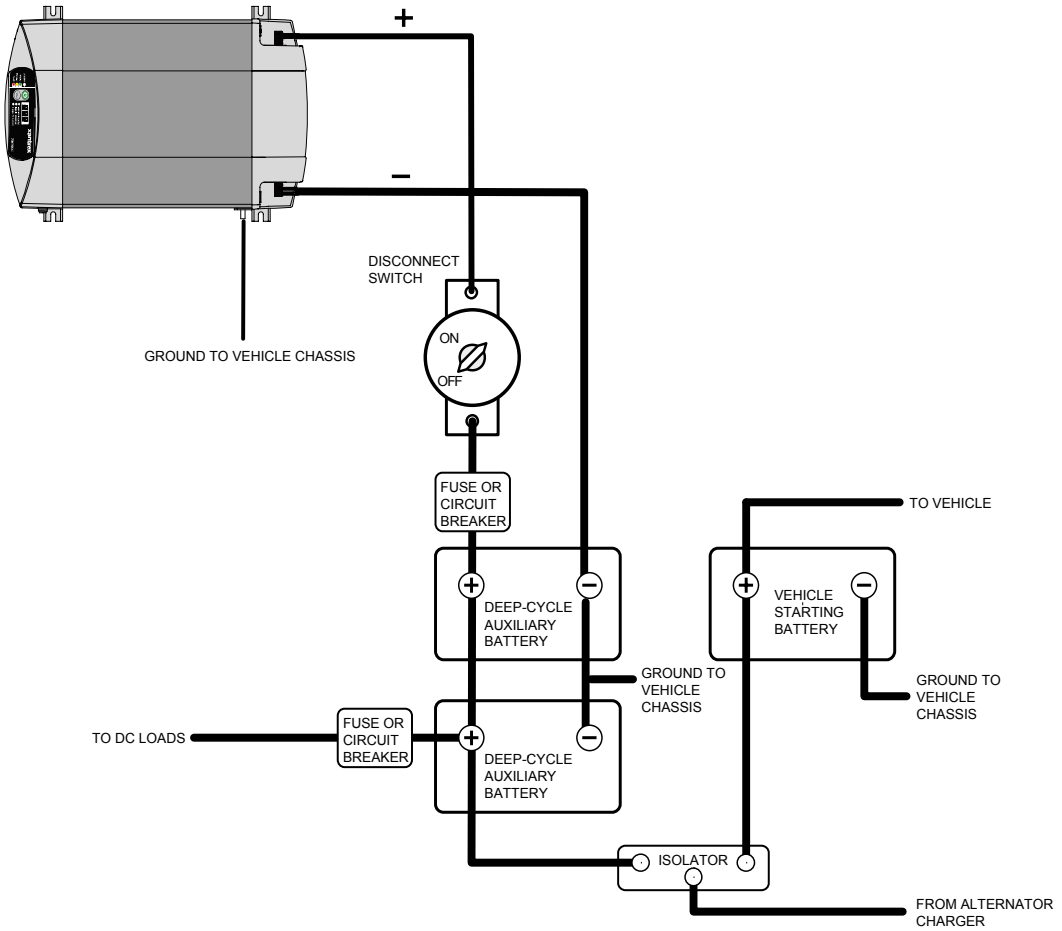 +
−
xantrex
DISCONNECT
SWITCH
ON
OFF
GROUND TO VEHICLE CHASSIS
FUSE OR
CIRCUIT
BREAKER
TO VEHICLE
+
−
DEEP-CYCLE
AUXILIARY
BATTERY
+
−
VEHICLE
STARTING
BATTERY
GROUND TO
VEHICLE
CHASSIS
GROUND TO
VEHICLE
CHASSIS
TO DC LOADS
FUSE OR
CIRCUIT
BREAKER
+
−
DEEP-CYCLE
AUXILIARY
BATTERY
ISOLATOR
FROM ALTERNATOR
CHARGER